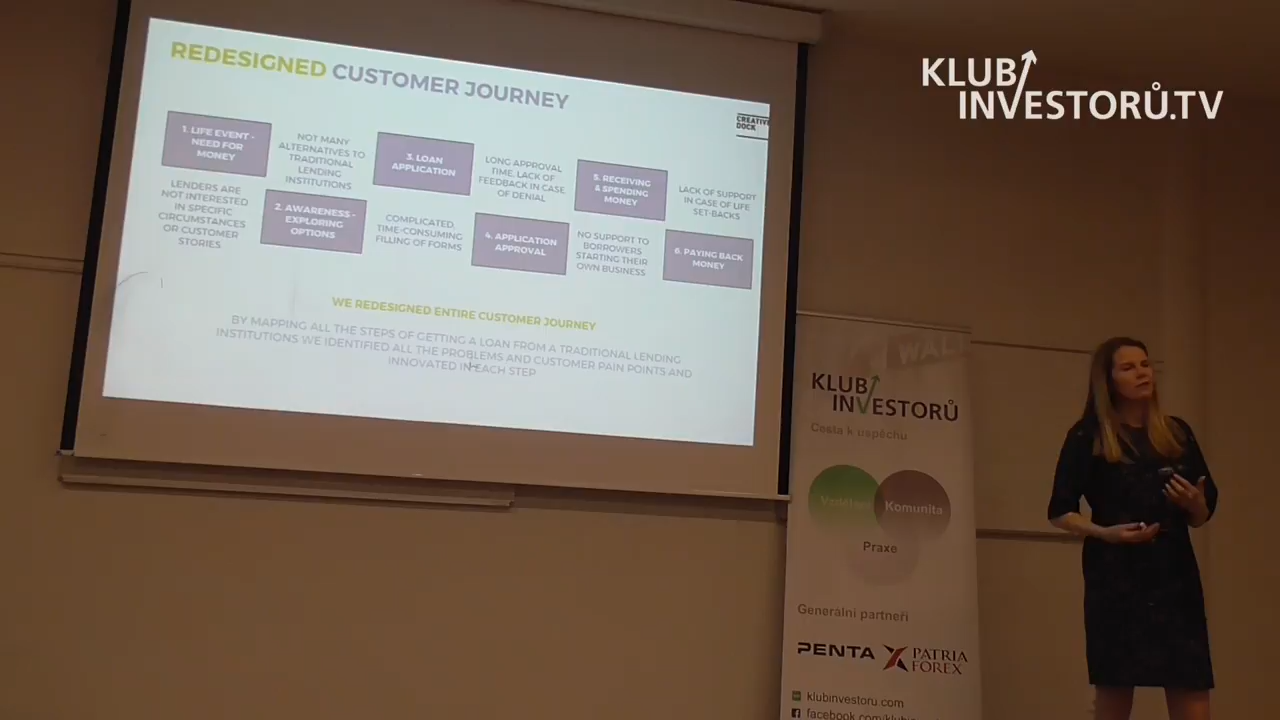 REDESIGNED CUSTOMER JOURNEY
CREATIVE
DOCK
1. LIFE EVENT -
NEED FOR
MONEY
NOT MANY
ALTERNATIVES TO
TRADITIONAL
LENDING
INSTITUTIONS
3. LOAN
APPLICATION
LONG APPROVAL
TIME, LACK OF
FEEDBACK IN CASE
OF DENIAL
5. RECEIVING
& SPENDING
MONEY
LACK OF SUPPORT
IN CASE OF LIFE
SET-BACKS
LENDERS ARE
NOT INTERESTED
IN SPECIFIC
CIRCUMSTANCES
OR CUSTOMER
STORIES
2. AWARENESS -
EXPLORING
OPTIONS
COMPLICATED,
TIME-CONSUMING
FILLING OF FORMS
4. APPLICATION
APPROVAL
NO SUPPORT TO
BORROWERS
STARTING THEIR
OWN BUSINESS
6. PAYING BACK
MONEY
WE REDESIGNED ENTIRE CUSTOMER JOURNEY
BY MAPPING ALL THE STEPS OF GETTING A LOAN FROM A TRADITIONAL LENDING
INSTITUTIONS WE IDENTIFIED ALL THE PROBLEMS AND CUSTOMER PAIN POINTS AND
INNOVATED IN EACH STEP
KLUB
INVESTORŮ.TV
KLUB
INVESTORŮ
Cesta k úspěchu
Komunita
Praxe
Generální partneři
PENTA
PATRIA
FOREX
klubinvestoru.com